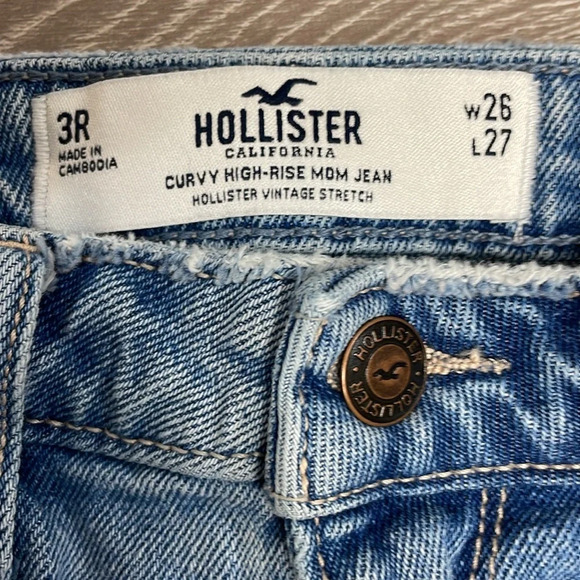 3R
MADE IN
CAMBODIA
HOLLISTER
CALIFORNIA
CURVY HIGH-RISE MOM JEAN
HOLLISTER VINTAGE STRETCH
W26
L27
HOLLISTER
HOLLISTER